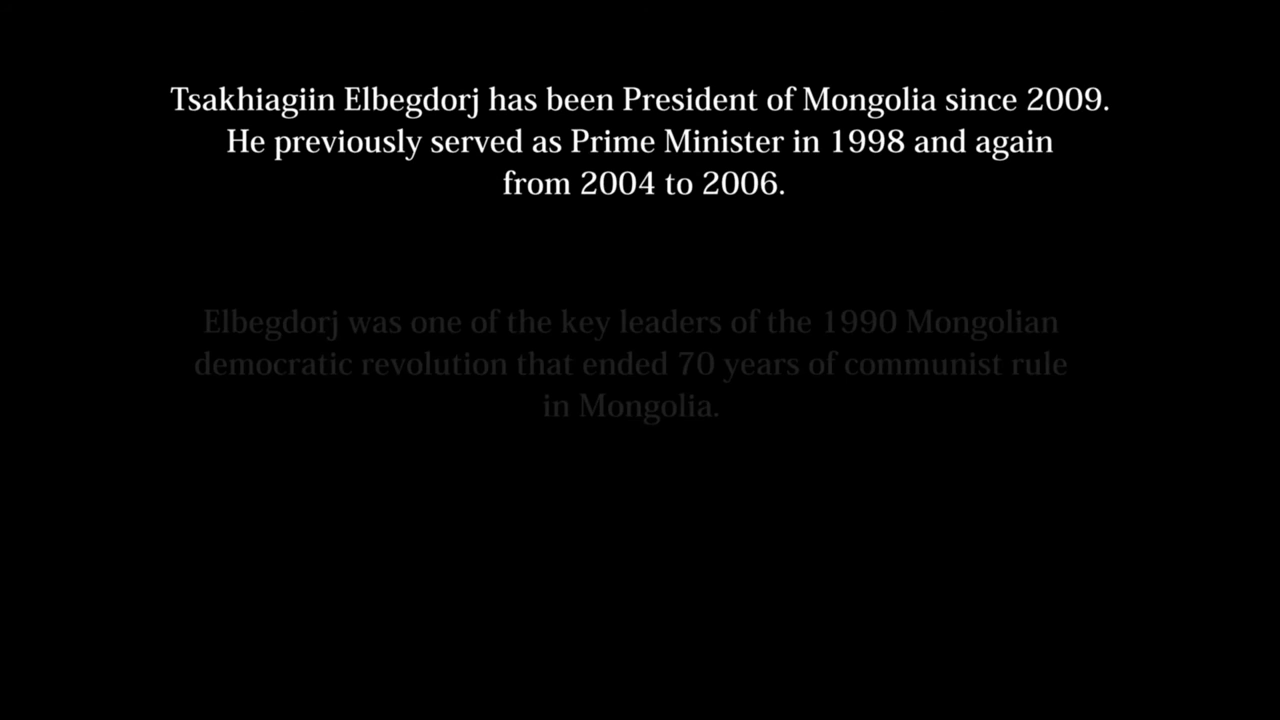 Tsakhiagiin Elbegdorj has been President of Mongolia since 2009.
He previously served as Prime Minister in 1998 and again
from 2004 to 2006.
Elbegdorj was one of the key leaders of the 1990 Mongolian
democratic revolution that ended 70 years of communist rule
in Mongolia.